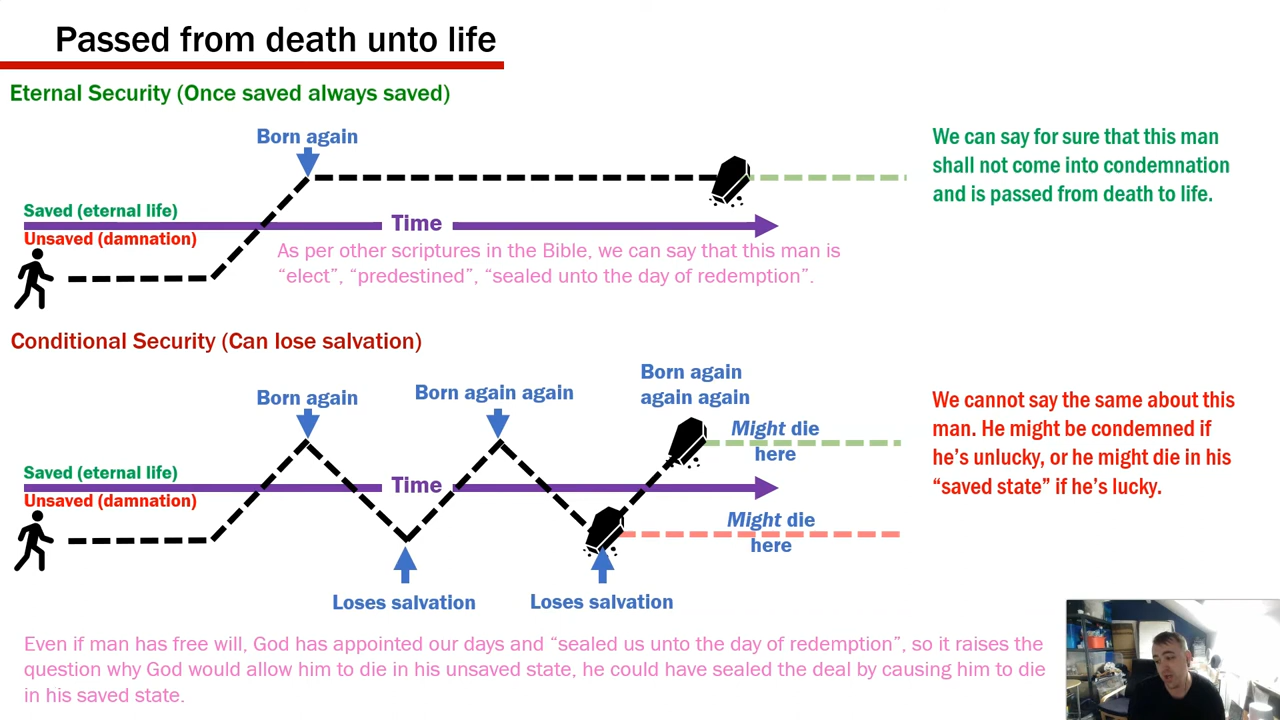 Passed from death unto life
Eternal Security (Once saved always saved)
Born again
We can say for sure that this man
shall not come into condemnation
and is passed from death to life.
Saved (eternal life)
Time
Unsaved (damnation)
As per other scriptures in the Bible, we can say that this man is
“elect”, “predestined”, “sealed unto the day of redemption”.
Conditional Security (Can lose salvation)
Born again
Born again again
Born again
again again
We cannot say the same about this
man. He might be condemned if
he’s unlucky, or he might die in his
“saved state” if he’s lucky.
Might die
here
Saved (eternal life)
Time
Unsaved (damnation)
Might die
here
Loses salvation
Loses salvation
Even if man has free will, God has appointed our days and “sealed us unto the day of redemption”, so it raises the
question why God would allow him to die in his unsaved state, he could have sealed the deal by causing him to die
in his saved state.